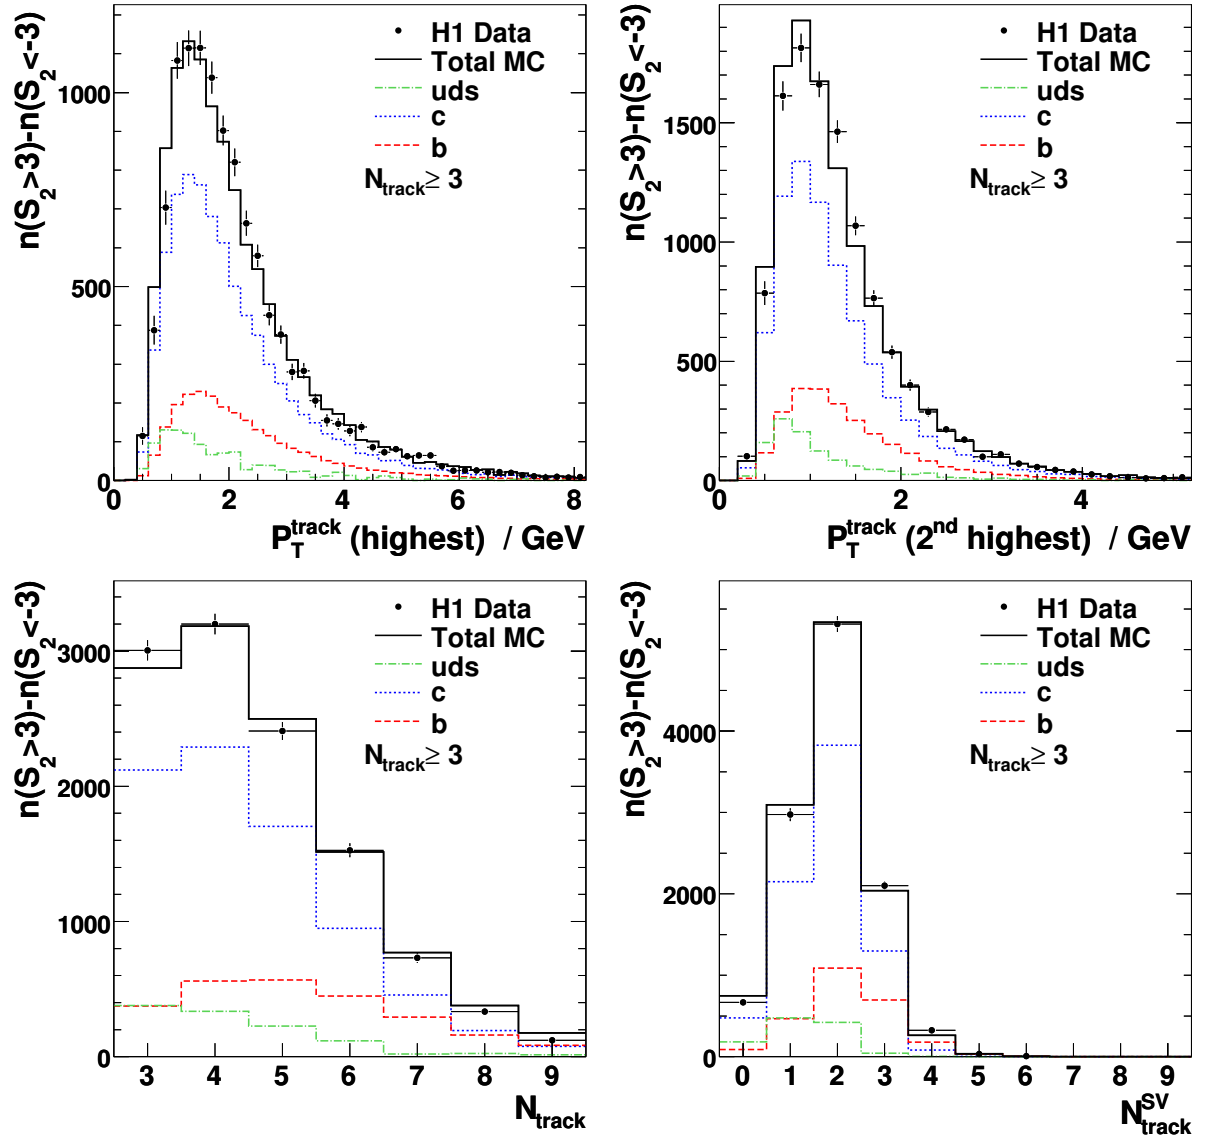 n(S2>3)-n(S2<-3)
1000
500
0
H1 Data
Total MC
uds
c
b
Ntrack≥ 3
0 2 4 6 8
PTtrack (highest) / GeV
n(S2>3)-n(S2<-3)
1500
1000
500
0
H1 Data
Total MC
uds
c
b
Ntrack≥ 3
0 2 4
PTtrack (2nd highest) / GeV
n(S2>3)-n(S2<-3)
3000
2000
1000
0
H1 Data
Total MC
uds
c
b
Ntrack≥ 3
3 4 5 6 7 8 9
Ntrack
n(S2>3)-n(S2<-3)
4000
2000
0
H1 Data
Total MC
uds
c
b
Ntrack≥ 3
0 1 2 3 4 5 6 7 8 9
NtrackSV